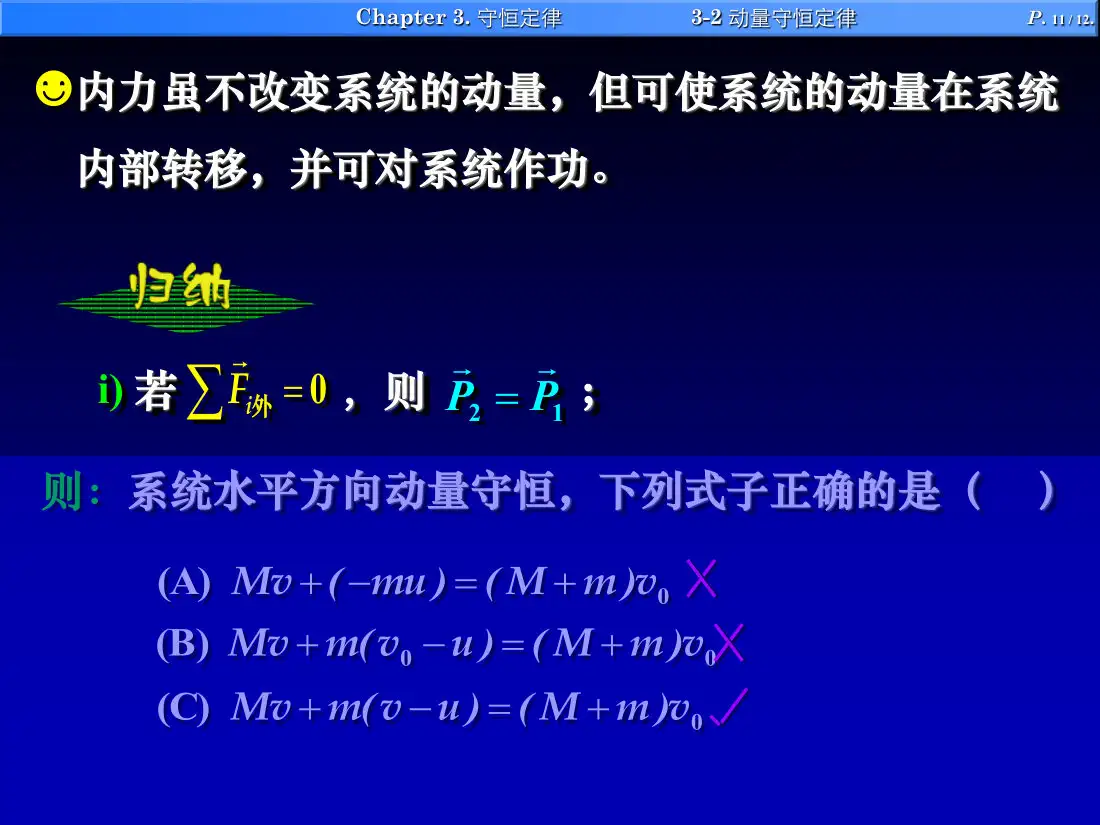 Chapter 3. 守恒定律 3-2 动量守恒定律 P. 11 / 12.
内力虽不改变系统的动量，但可使系统的动量在系统
内部转移，并可对系统作功。
归纳
i) 若 ∑F⃗i外 = 0 ，则 P⃗₂ = P⃗₁ ；
则：系统水平方向动量守恒，下列式子正确的是（ ）
(A) Mv + (−mu) = (M + m)v₀
(B) Mv + m(v₀ − u) = (M + m)v₀
(C) Mv + m(v − u) = (M + m)v₀